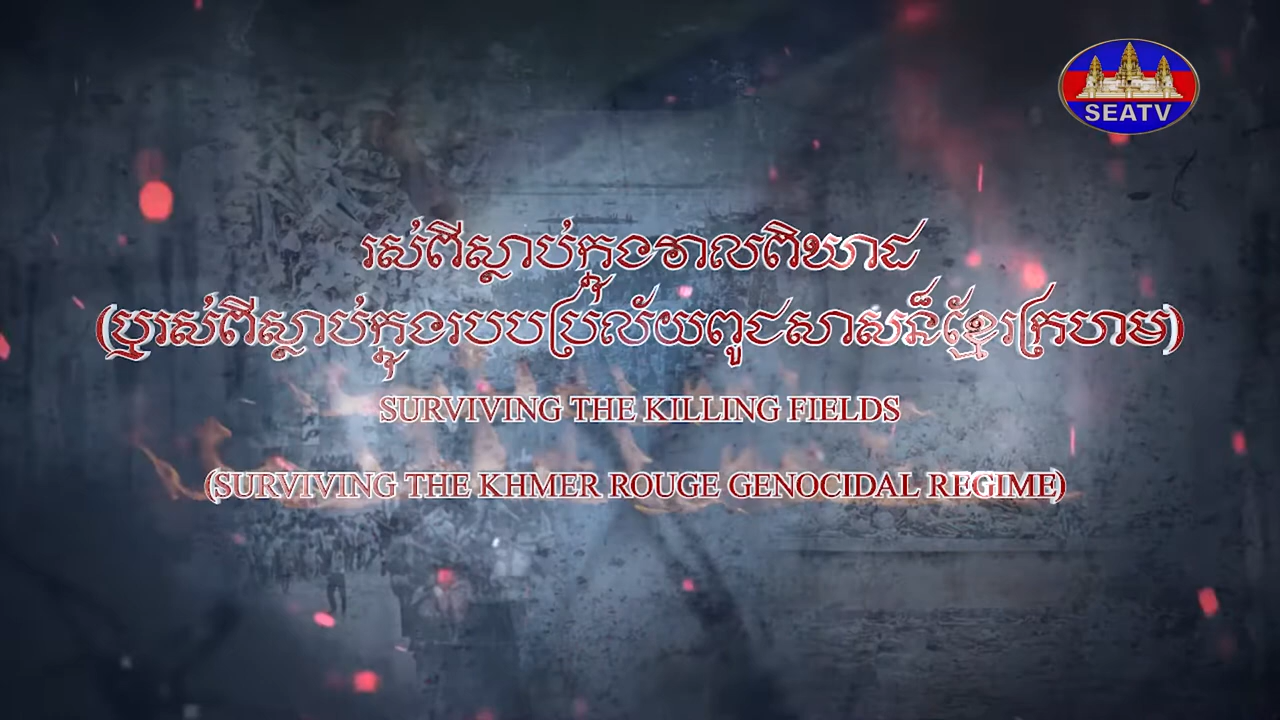 SEATV
រស់ពីស្លាប់ក្នុងវាលពិឃាដ
(ឬរស់ពីស្លាប់ក្នុងរបបប្រល័យពូជសាសន៍ខ្មែរក្រហម)
SURVIVING THE KILLING FIELDS
(SURVIVING THE KHMER ROUGE GENOCIDAL REGIME)